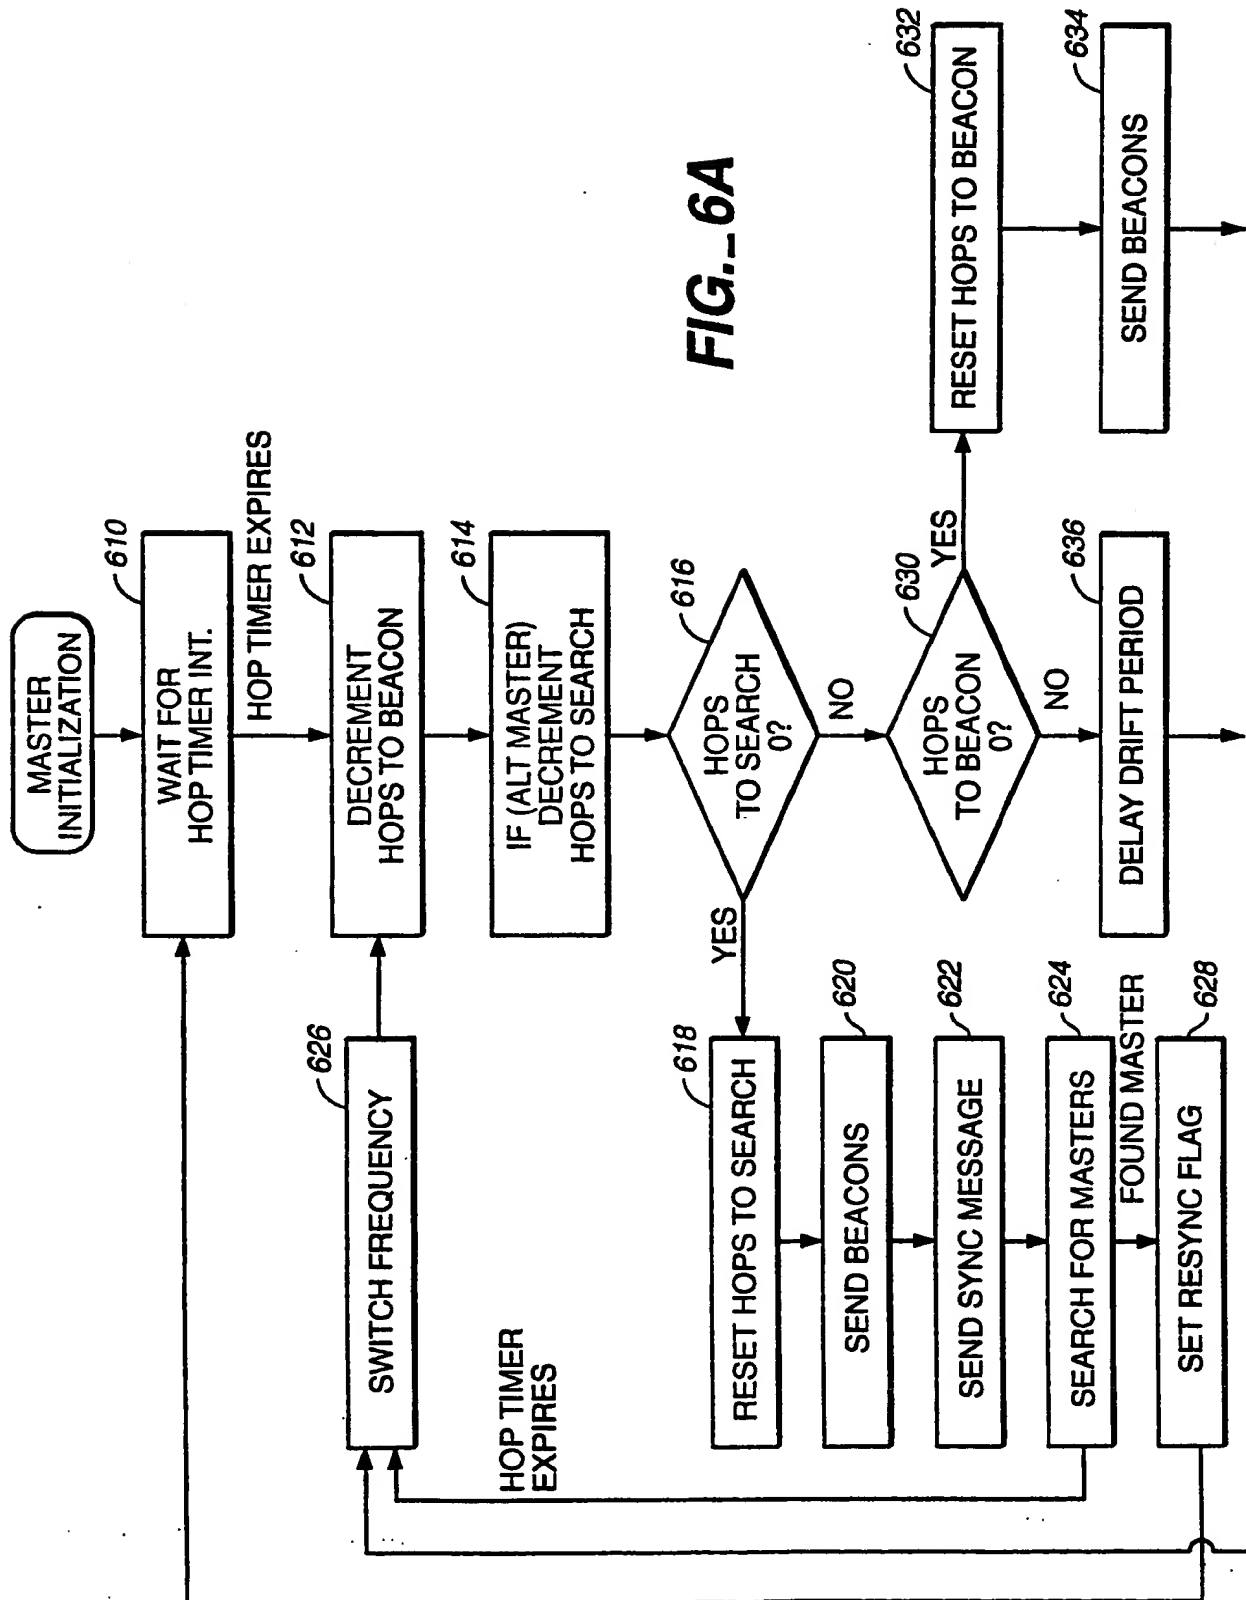 MASTER
INITIALIZATION
610
WAIT FOR
HOP TIMER INT.
HOP TIMER EXPIRES
626
SWITCH FREQUENCY
612
DECREMENT
HOPS TO BEACON
614
IF (ALT MASTER)
DECREMENT
HOPS TO SEARCH
HOP TIMER
EXPIRES
616
HOPS
TO SEARCH
0?
YES
NO
618
RESET HOPS TO SEARCH
620
SEND BEACONS
622
SEND SYNC MESSAGE
624
SEARCH FOR MASTERS
FOUND MASTER
628
SET RESYNC FLAG
630
HOPS
TO BEACON
0?
YES
NO
632
RESET HOPS TO BEACON
634
SEND BEACONS
636
DELAY DRIFT PERIOD
FIG._6A